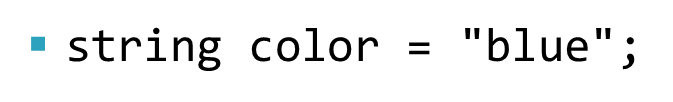 ▪ string color = "blue";